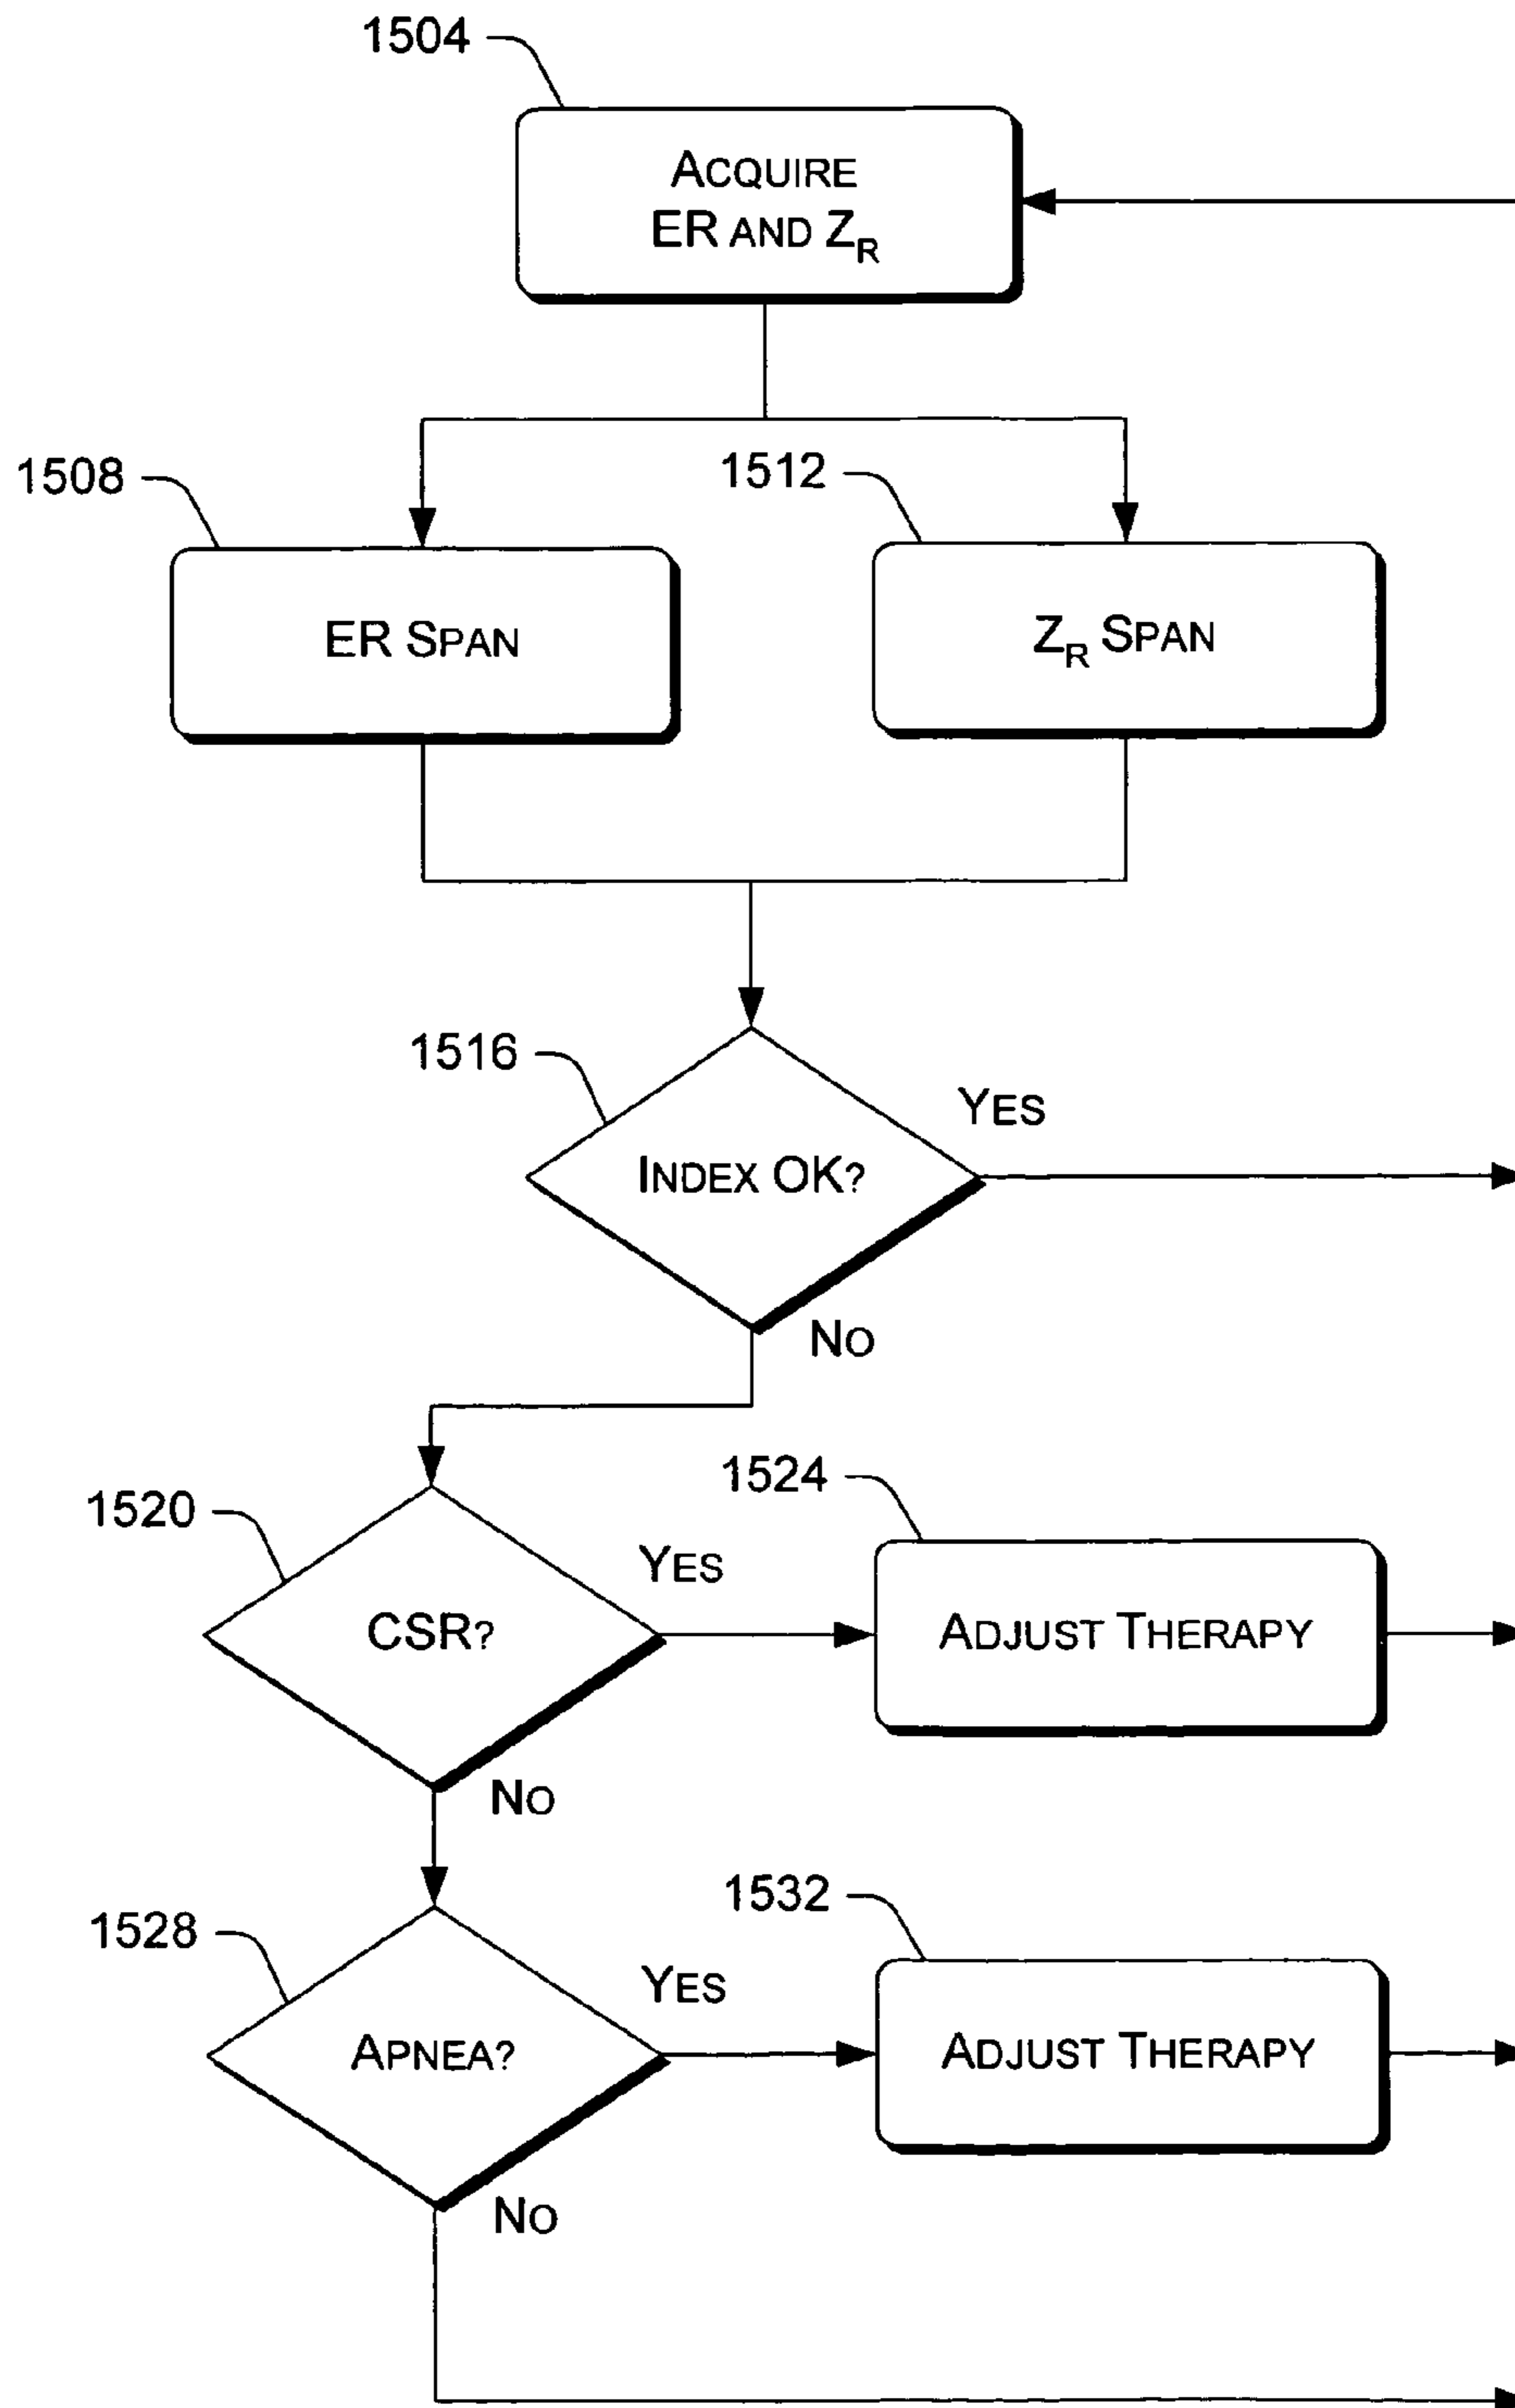 1504
ACQUIRE
ER AND ZR
1508
1512
ER SPAN
ZR SPAN
1516
YES
INDEX OK?
NO
1520
1524
YES
CSR?
ADJUST THERAPY
NO
1528
1532
YES
APNEA?
ADJUST THERAPY
NO